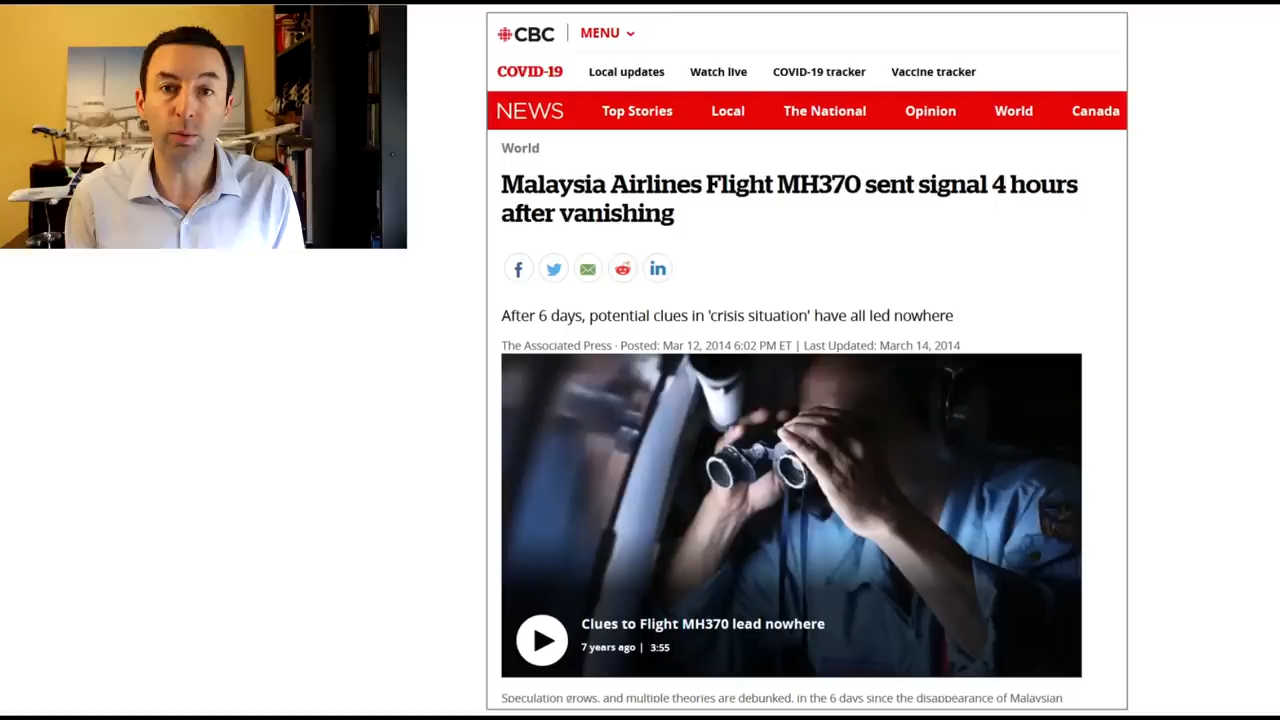 CBC MENU
COVID-19 Local updates Watch live COVID-19 tracker Vaccine tracker
NEWS Top Stories Local The National Opinion World Canada
World
Malaysia Airlines Flight MH370 sent signal 4 hours
after vanishing
After 6 days, potential clues in 'crisis situation' have all led nowhere
The Associated Press · Posted: Mar 12, 2014 6:02 PM ET | Last Updated: March 14, 2014
Clues to Flight MH370 lead nowhere
7 years ago | 3:55
Speculation grows, and multiple theories are debunked, in the 6 days since the disappearance of Malaysian